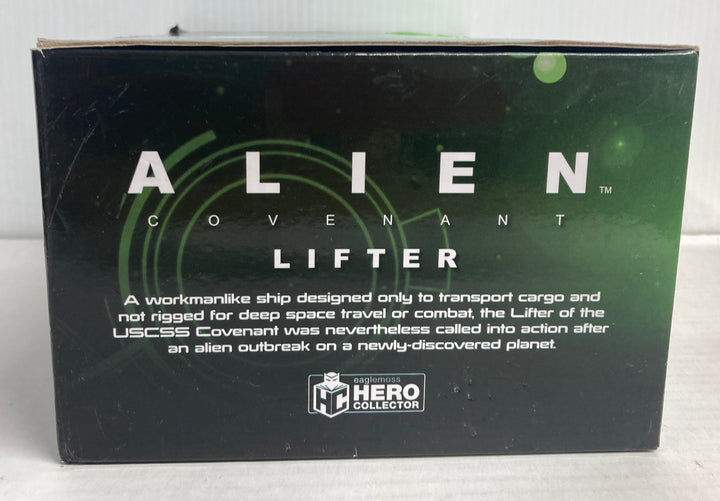 ALIEN™
COVENANT
LIFTER
A workmanlike ship designed only to transport cargo and
not rigged for deep space travel or combat, the Lifter of the
USCSS Covenant was nevertheless called into action after
an alien outbreak on a newly-discovered planet.
eaglemoss
HC HERO
COLLECTOR